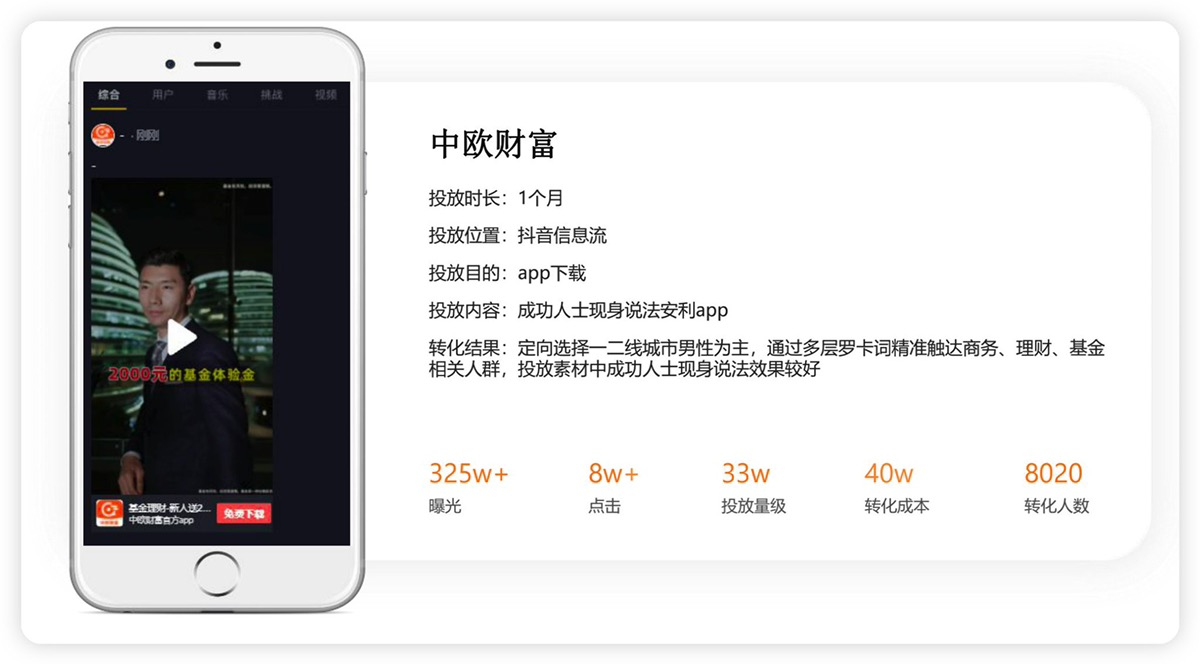 综合 用户 音乐 挑战 视频
- · 刚刚
-
2000元的基金体验金
基金理财-新人送2...
中欧财富官方app
免费下载
中欧财富
投放时长：1个月
投放位置：抖音信息流
投放目的：app下载
投放内容：成功人士现身说法安利app
转化结果：定向选择一二线城市男性为主，通过多层罗卡词精准触达商务、理财、基金
相关人群，投放素材中成功人士现身说法效果较好
325w+ 8w+ 33w 40w 8020
曝光 点击 投放量级 转化成本 转化人数